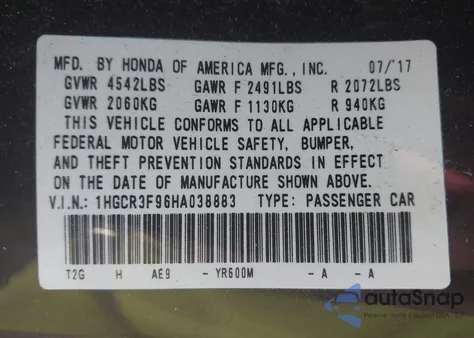 MFD. BY HONDA OF AMERICA MFG., INC. 07/'17
GVWR 4542LBS GAWR F 2491LBS R 2072LBS
GVWR 2060KG GAWR F 1130KG R 940KG
THIS VEHICLE CONFORMS TO ALL APPLICABLE
FEDERAL MOTOR VEHICLE SAFETY, BUMPER,
AND THEFT PREVENTION STANDARDS IN EFFECT
ON THE DATE OF MANUFACTURE SHOWN ABOVE.
V.I.N.: 1HGCR3F96HA038883 TYPE: PASSENGER CAR
T2G H AE9 - YR600M - A - A
autaSnap